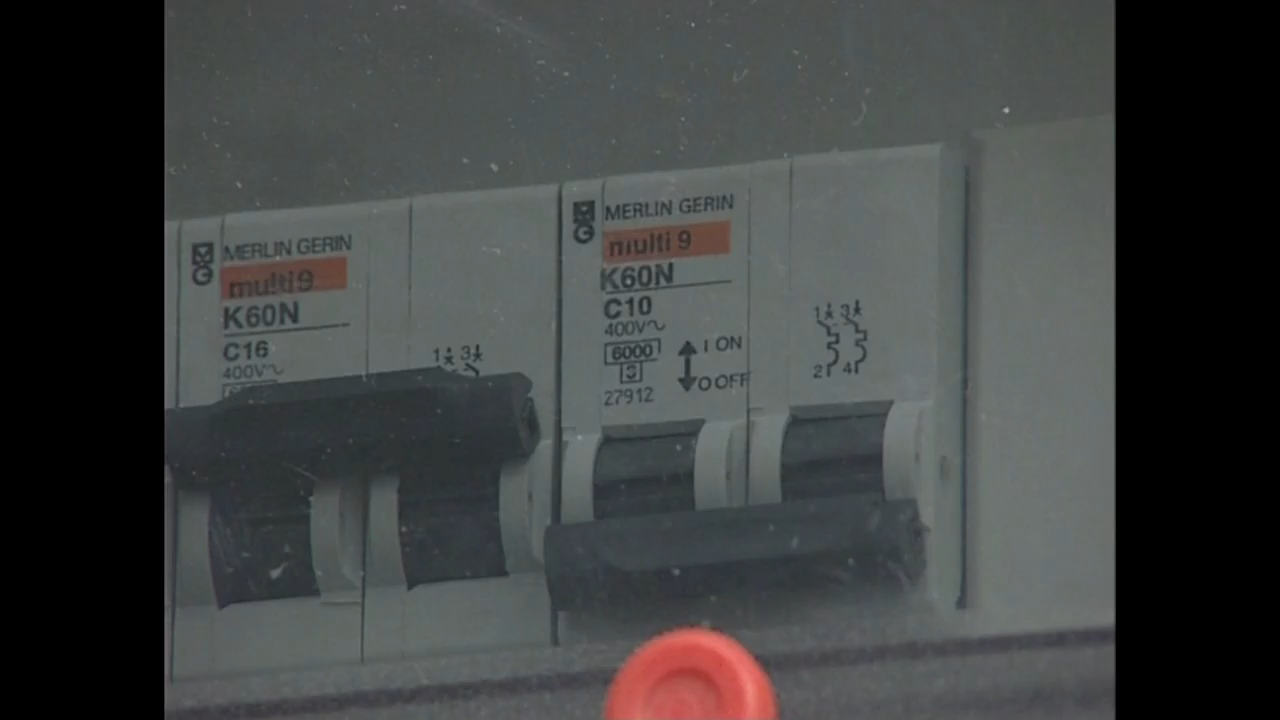 MERLIN GERIN
multi9
K60N
C16
400V~
1 3
MG
MERLIN GERIN
multi 9
K60N
C10
400V~
6000
3
27912
I ON
O OFF
1 3
2 4